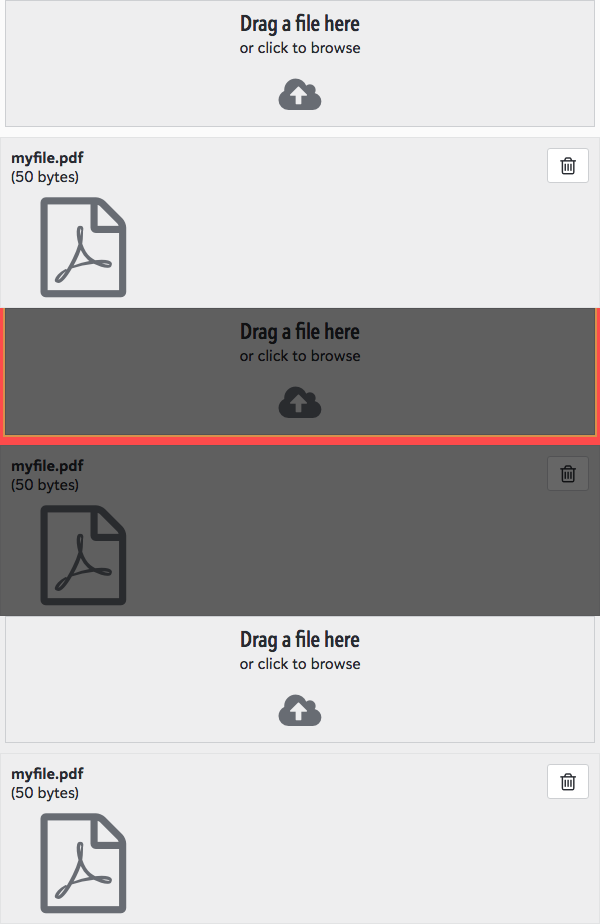 Drag a file here
or click to browse
myfile.pdf
(50 bytes)
Drag a file here
or click to browse
myfile.pdf
(50 bytes)
Drag a file here
or click to browse
myfile.pdf
(50 bytes)